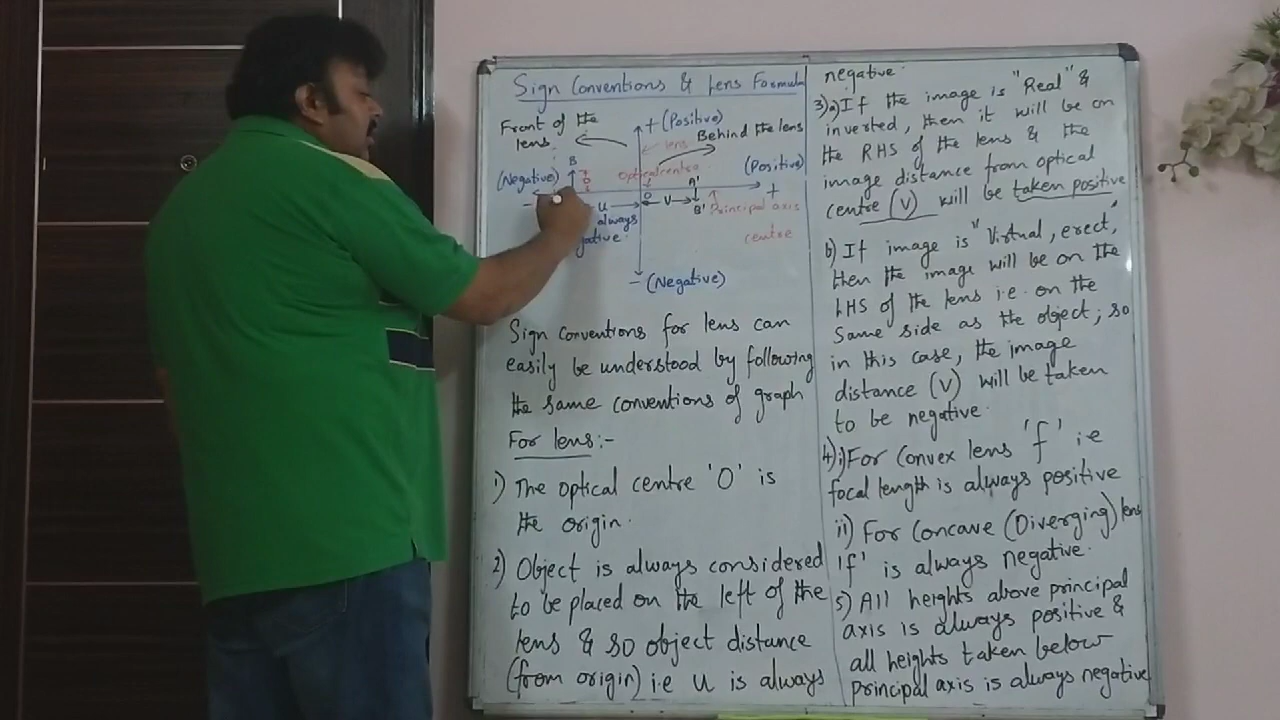 Sign Conventions & Lens Formula
Front of the
lens.
+ (Positive)
lens
Behind the lens
B
Optical centre
(Negative)
(Positive)
A'
O
+
-
u
v
B'
Principal axis
always
centre
- (Negative)
Sign conventions for lens can
easily be understood by following
the same conventions of graph
For lens:-
1) The optical centre 'O' is
the origin.
2) Object is always considered
to be placed on the left of the
lens & so object distance
(from origin) i.e u is always
negative.
3)a) If the image is "Real" &
inverted, then it will be on
the RHS of the lens & the
image distance from optical
centre (v) will be taken positive
b) If image is "Virtual, erect,"
then the image will be on the
LHS of the lens i.e. on the
same side as the object; so
in this case, the image
distance (v) will be taken
to be negative.
4)i) For Convex lens 'f' i.e
focal length is always positive
ii) For Concave (Diverging) lens
'f' is always negative.
5) All heights above principal
axis is always positive &
all heights taken below
principal axis is always negative